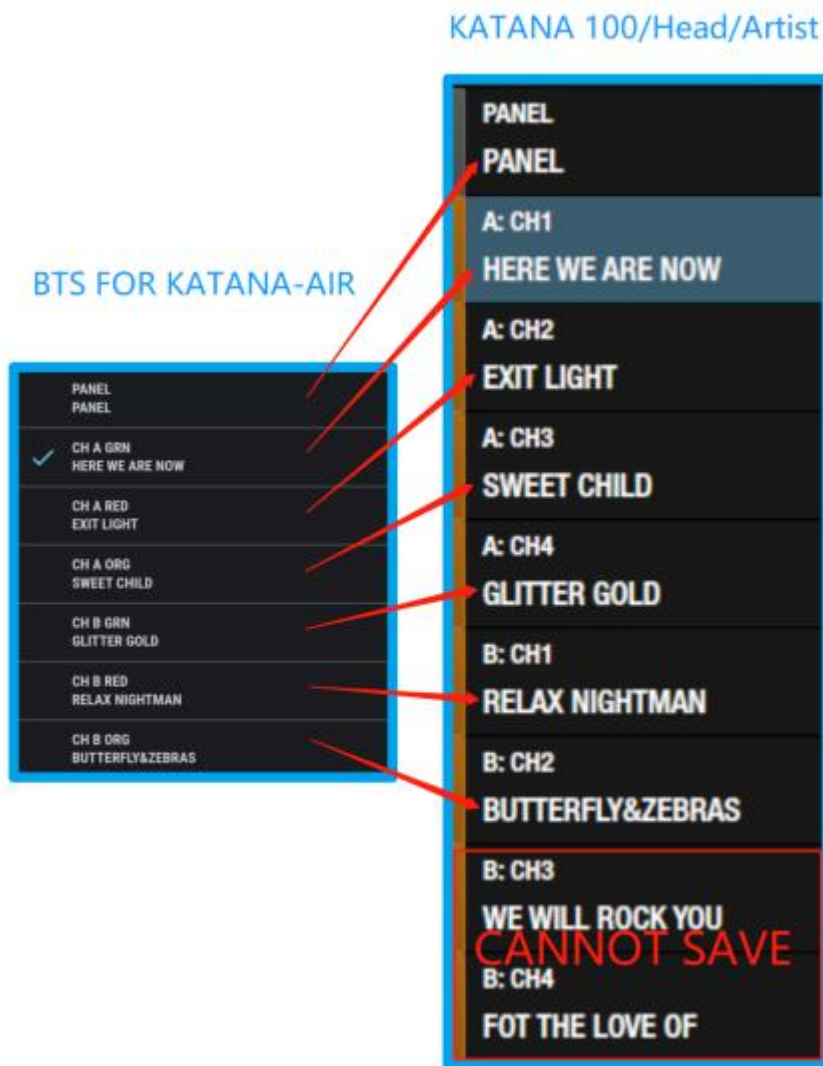 KATANA 100/Head/Artist
BTS FOR KATANA-AIR
PANEL
PANEL
CH A GRN
HERE WE ARE NOW
CH A RED
EXIT LIGHT
CH A ORG
SWEET CHILD
CH B GRN
GLITTER GOLD
CH B RED
RELAX NIGHTMAN
CH B ORG
BUTTERFLY&ZEBRAS
PANEL
PANEL
A: CH1
HERE WE ARE NOW
A: CH2
EXIT LIGHT
A: CH3
SWEET CHILD
A: CH4
GLITTER GOLD
B: CH1
RELAX NIGHTMAN
B: CH2
BUTTERFLY&ZEBRAS
B: CH3
WE WILL ROCK YOU
CANNOT SAVE
B: CH4
FOT THE LOVE OF